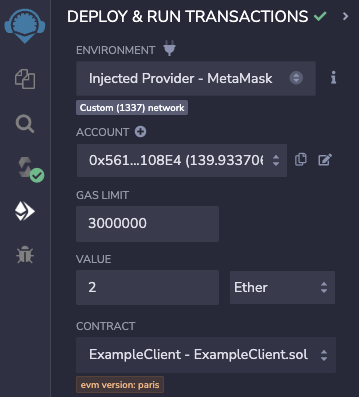 DEPLOY & RUN TRANSACTIONS
ENVIRONMENT
Injected Provider - MetaMask
Custom (1337) network
ACCOUNT
0x561...108E4 (139.933706
GAS LIMIT
3000000
VALUE
2
Ether
CONTRACT
ExampleClient - ExampleClient.sol
evm version: paris